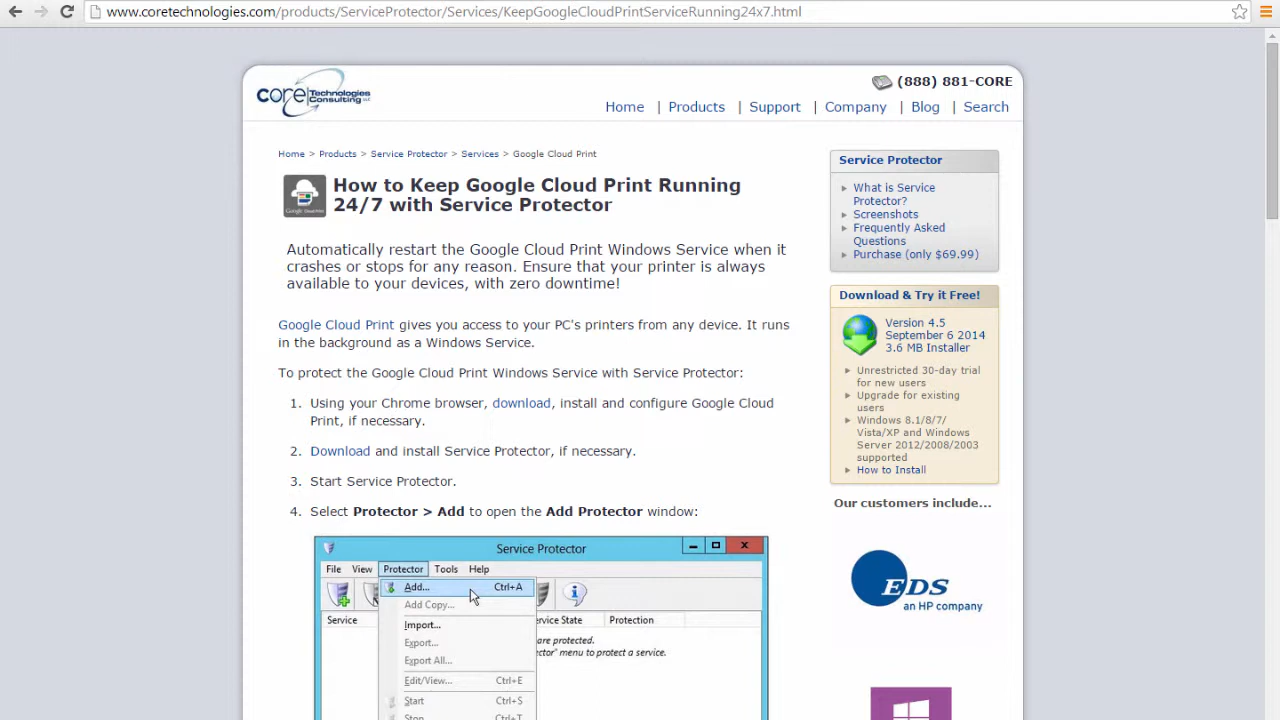 www.coretechnologies.com/products/ServiceProtector/Services/KeepGoogleCloudPrintServiceRunning24x7.html
core Technologies Consulting LLC
(888) 881-CORE
Home | Products | Support | Company | Blog | Search
Home > Products > Service Protector > Services > Google Cloud Print
How to Keep Google Cloud Print Running
24/7 with Service Protector
Automatically restart the Google Cloud Print Windows Service when it
crashes or stops for any reason. Ensure that your printer is always
available to your devices, with zero downtime!
Google Cloud Print gives you access to your PC's printers from any device. It runs
in the background as a Windows Service.
To protect the Google Cloud Print Windows Service with Service Protector:
1. Using your Chrome browser, download, install and configure Google Cloud
Print, if necessary.
2. Download and install Service Protector, if necessary.
3. Start Service Protector.
4. Select Protector > Add to open the Add Protector window:
Service Protector
File View Protector Tools Help
Add... Ctrl+A
Add Copy...
Import...
Export...
Export All...
Edit/View... Ctrl+E
Start Ctrl+S
Stop Ctrl+T
Service
Service State Protection
are protected.
ector" menu to protect a service.
Service Protector
What is Service
Protector?
Screenshots
Frequently Asked
Questions
Purchase (only $69.99)
Download & Try it Free!
Version 4.5
September 6 2014
3.6 MB Installer
Unrestricted 30-day trial
for new users
Upgrade for existing
users
Windows 8.1/8/7/
Vista/XP and Windows
Server 2012/2008/2003
supported
How to Install
Our customers include...
EDS
an HP company